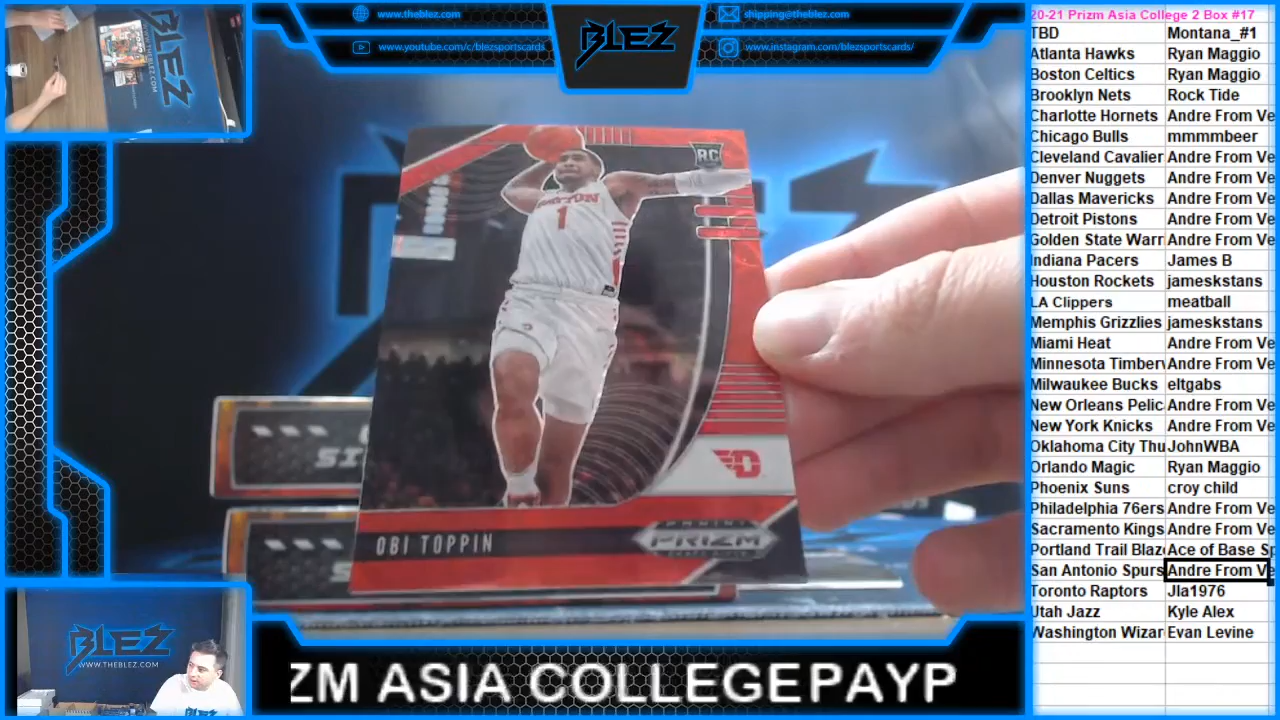 www.theblez.com
www.youtube.com/c/blezsportscards
BLEZ
shipping@theblez.com
www.instagram.com/blezsportscards/
RC
DAYTON
1
D
OBI TOPPIN
PANINI
PRIZM
DRAFT PICKS
BLEZ
WWW.THEBLEZ.COM
ZM ASIA COLLEGEPAYP
20-21 Prizm Asia College 2 Box #17
TBD Montana_#1
Atlanta Hawks Ryan Maggio
Boston Celtics Ryan Maggio
Brooklyn Nets Rock Tide
Charlotte Hornets Andre From Ve
Chicago Bulls mmmmbeer
Cleveland Cavalier Andre From Ve
Denver Nuggets Andre From Ve
Dallas Mavericks Andre From Ve
Detroit Pistons Andre From Ve
Golden State Warr Andre From Ve
Indiana Pacers James B
Houston Rockets jameskstans
LA Clippers meatball
Memphis Grizzlies jameskstans
Miami Heat Andre From Ve
Minnesota Timberv Andre From Ve
Milwaukee Bucks eltgabs
New Orleans Pelic Andre From Ve
New York Knicks Andre From Ve
Oklahoma City Thu JohnWBA
Orlando Magic Ryan Maggio
Phoenix Suns croy child
Philadelphia 76ers Andre From Ve
Sacramento Kings Andre From Ve
Portland Trail Blaze Ace of Base Sp
San Antonio Spurs Andre From Ve
Toronto Raptors Jla1976
Utah Jazz Kyle Alex
Washington Wizar Evan Levine